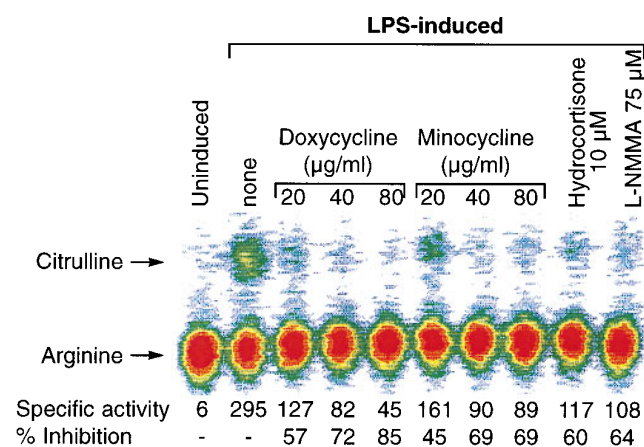 LPS-induced
Uninduced
none
Doxycycline
(µg/ml)
20 40 80
Minocycline
(µg/ml)
20 40 80
Hydrocortisone
10 µM
L-NMMA 75 µM
Citrulline
Arginine
Specific activity 6 295 127 82 45 161 90 89 117 108
% Inhibition - - 57 72 85 45 69 69 60 64